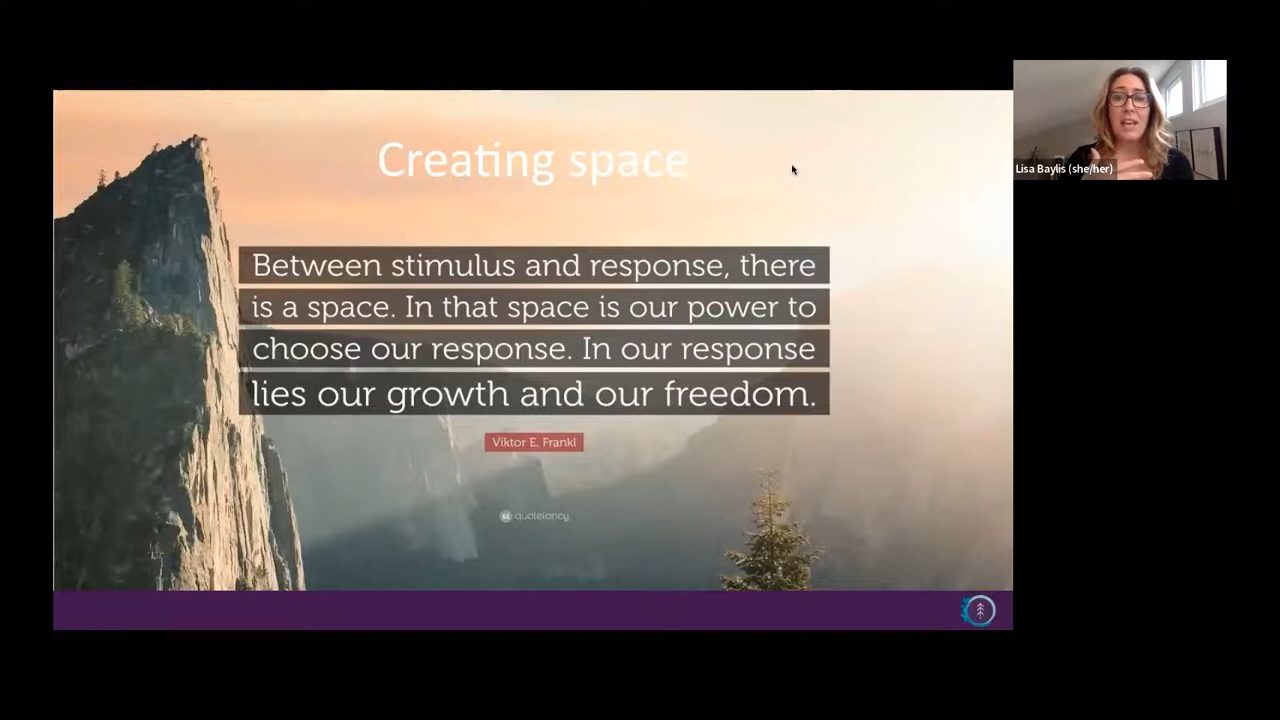 Creating space
Between stimulus and response, there
is a space. In that space is our power to
choose our response. In our response
lies our growth and our freedom.
Viktor E. Frankl
quotefancy
Lisa Baylis (she/her)